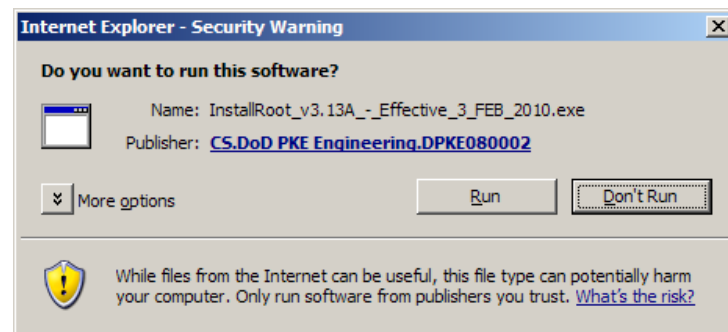 Internet Explorer - Security Warning
Do you want to run this software?
Name: InstallRoot_v3.13A_-_Effective_3_FEB_2010.exe
Publisher: CS.DoD PKE Engineering.DPKE080002
More options
Run
Don't Run
While files from the Internet can be useful, this file type can potentially harm
your computer. Only run software from publishers you trust. What's the risk?